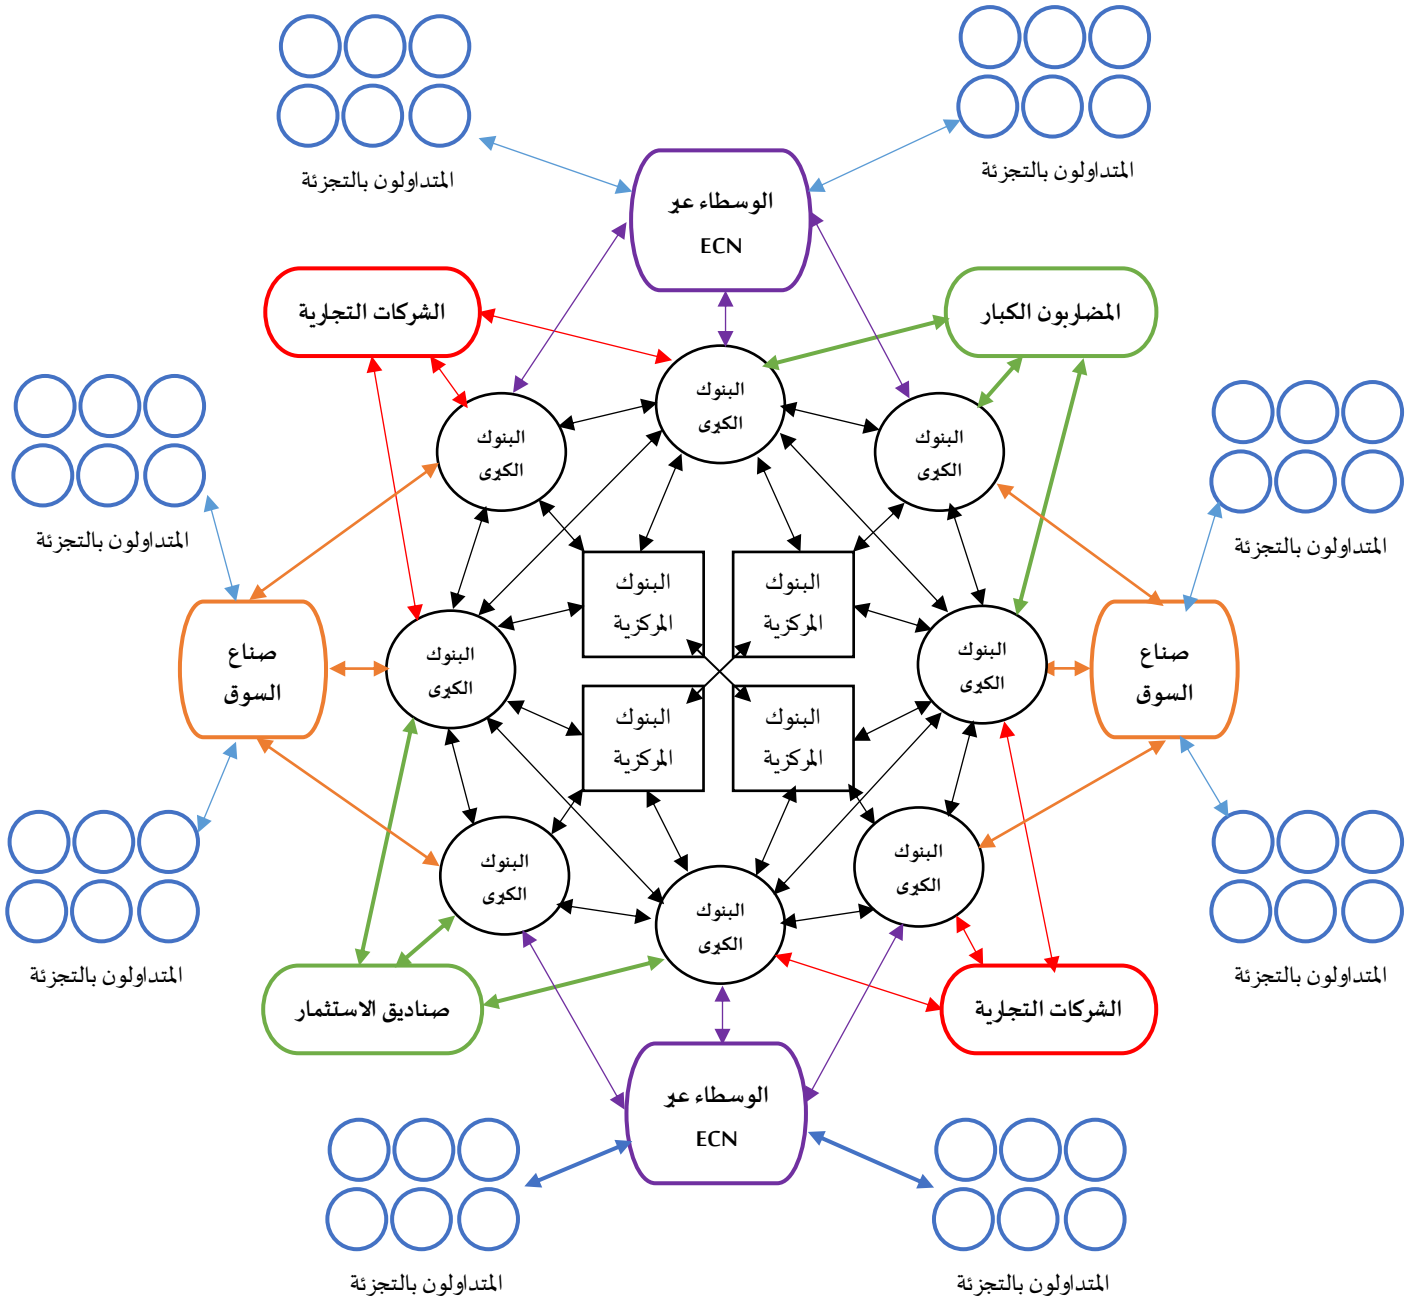 المتداولون بالتجزئة
المتداولون بالتجزئة
الوسطاء عبر
ECN
الشركات التجارية
المضاربون الكبار
البنوك
الكبرى
البنوك
الكبرى
البنوك
الكبرى
المتداولون بالتجزئة
المتداولون بالتجزئة
البنوك
المركزية
البنوك
المركزية
صناع
السوق
البنوك
الكبرى
البنوك
الكبرى
صناع
السوق
البنوك
المركزية
البنوك
المركزية
البنوك
الكبرى
البنوك
الكبرى
البنوك
الكبرى
المتداولون بالتجزئة
المتداولون بالتجزئة
صناديق الاستثمار
الشركات التجارية
الوسطاء عبر
ECN
المتداولون بالتجزئة
المتداولون بالتجزئة